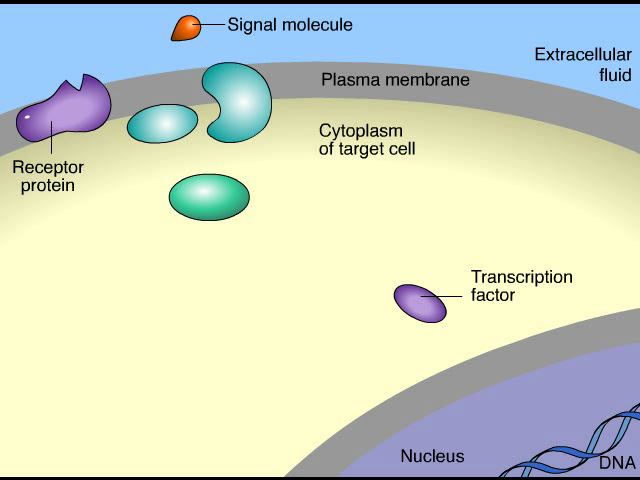 Signal molecule
Extracellular
fluid
Plasma membrane
Cytoplasm
of target cell
Receptor
protein
Transcription
factor
Nucleus
DNA